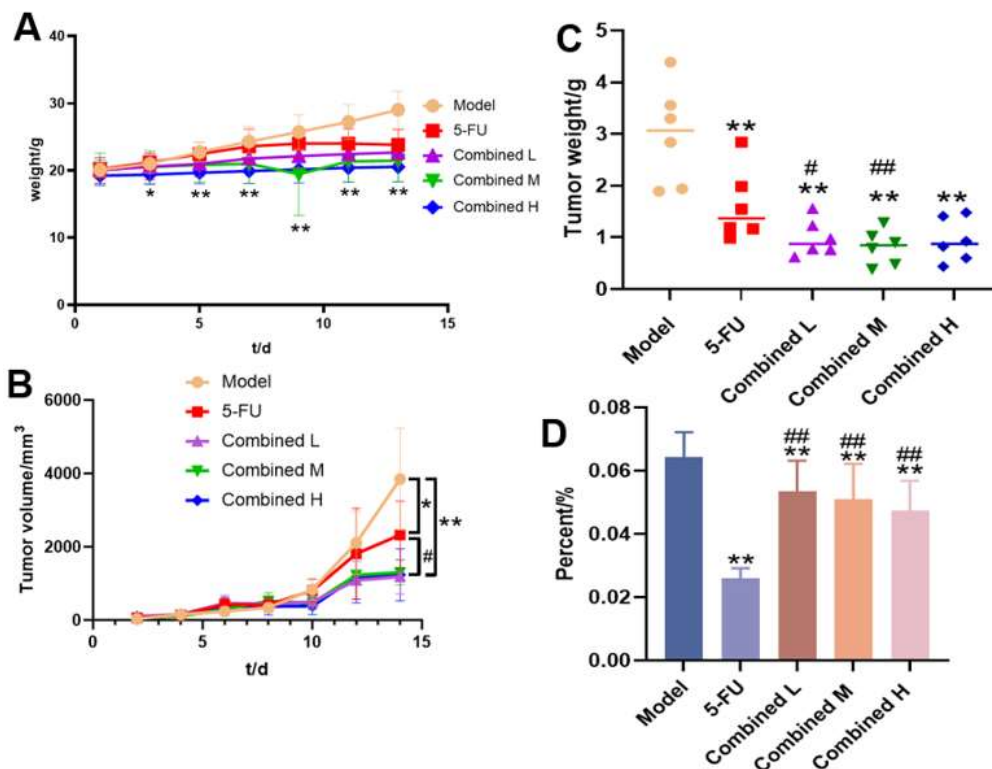 A
weight/g
40
30
20
10
0
0
5
10
15
t/d
Model
5-FU
Combined L
Combined M
Combined H
*
**
**
**
**
**
B
Tumor volume/mm³
6000
4000
2000
0
0
5
10
15
t/d
Model
5-FU
Combined L
Combined M
Combined H
*
**
#
C
Tumor weight/g
5
4
3
2
1
0
**
#
**
##
**
**
Model
5-FU
Combined L
Combined M
Combined H
D
Percent/%
0.08
0.06
0.04
0.02
0.00
**
##
**
##
**
##
**
Model
5-FU
Combined L
Combined M
Combined H